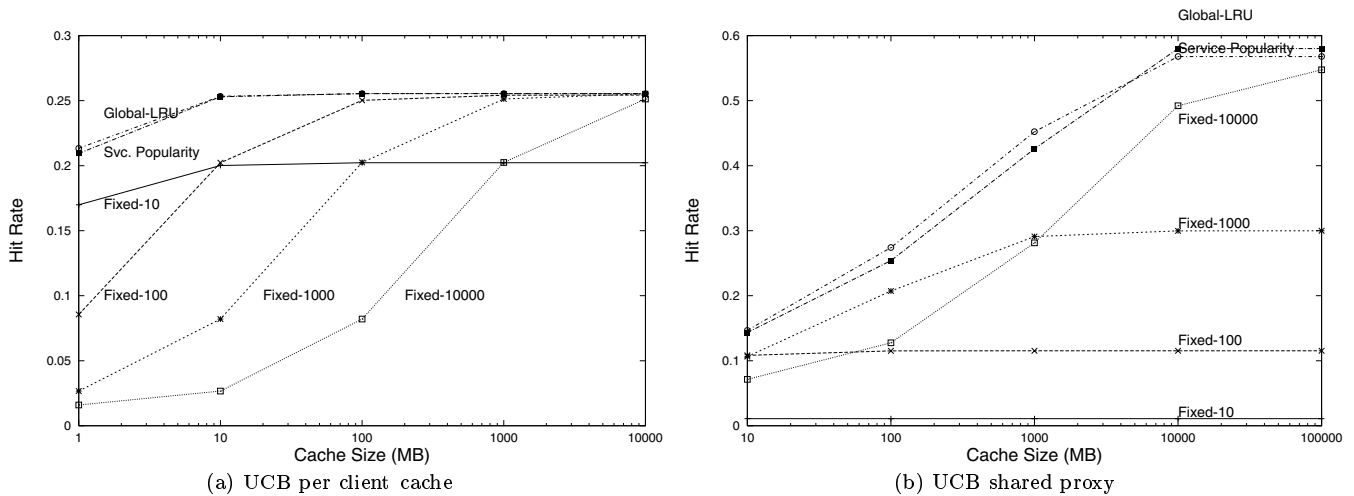 0.3
0.25
0.2
0.15
0.1
0.05
0
Hit Rate
Global-LRU
Svc. Popularity
Fixed-10
Fixed-100
Fixed-1000
Fixed-10000
1
10
100
1000
10000
Cache Size (MB)
(a) UCB per client cache
Global-LRU
0.6
0.5
0.4
0.3
0.2
0.1
0
Hit Rate
Service Popularity
Fixed-10000
Fixed-1000
Fixed-100
Fixed-10
10
100
1000
10000
100000
Cache Size (MB)
(b) UCB shared proxy